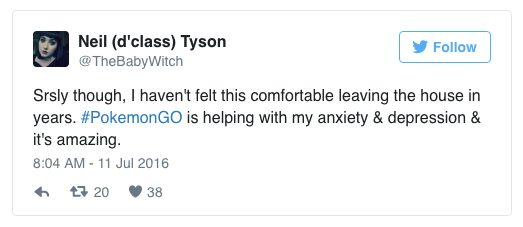 Neil (d'class) Tyson
@TheBabyWitch
Follow
Srsly though, I haven't felt this comfortable leaving the house in
years. #PokemonGO is helping with my anxiety & depression &
it's amazing.
8:04 AM - 11 Jul 2016
20 38